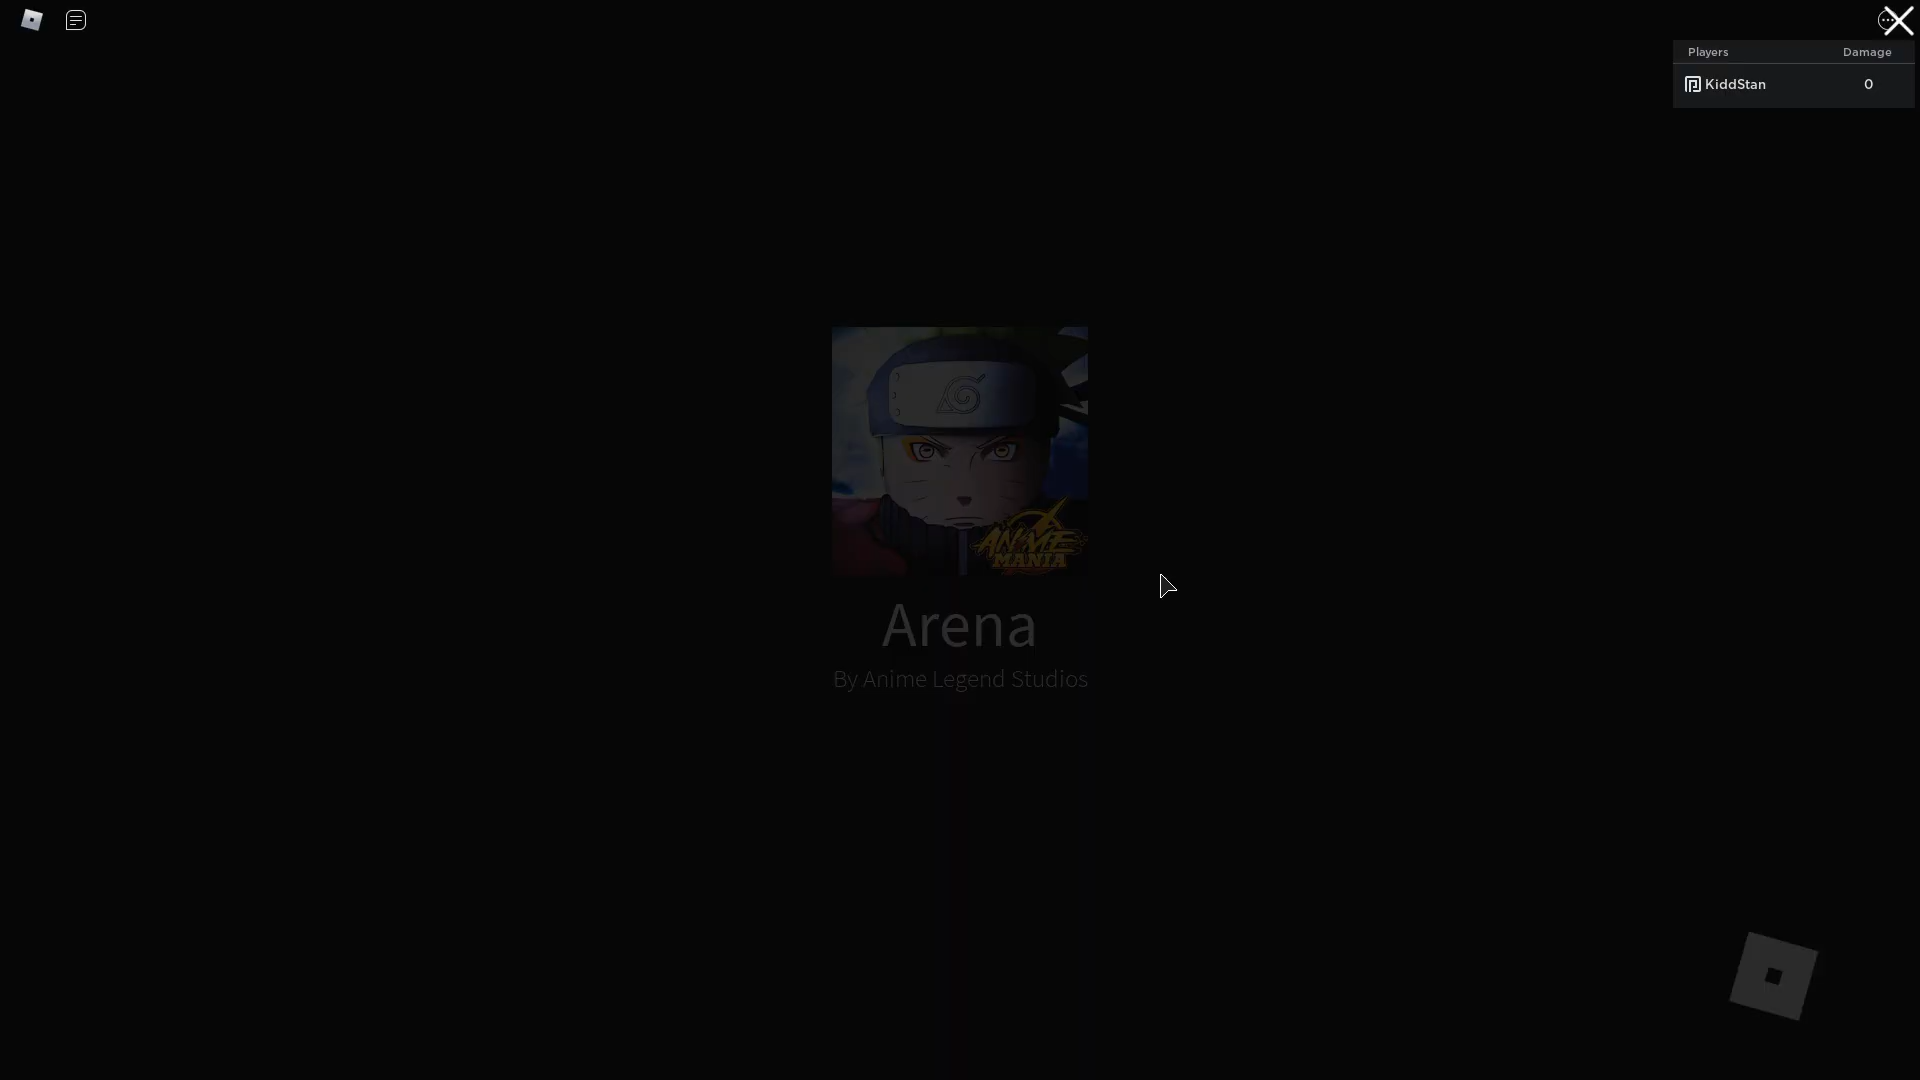 Players Damage
KiddStan 0
ANIME
MANIA
Arena
By Anime Legend Studios